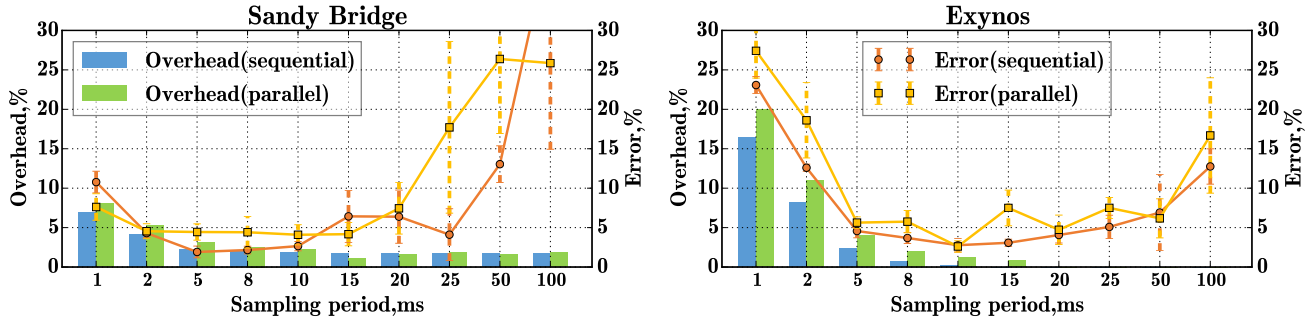 Sandy Bridge
30
25
20
15
10
5
0
Overhead,%
Overhead(sequential)
Overhead(parallel)
30
25
20
15
10
5
0
Error,%
1 2 5 8 10 15 20 25 50 100
Sampling period,ms
Exynos
30
25
20
15
10
5
0
Overhead,%
Error(sequential)
Error(parallel)
30
25
20
15
10
5
0
Error,%
1 2 5 8 10 15 20 25 50 100
Sampling period,ms